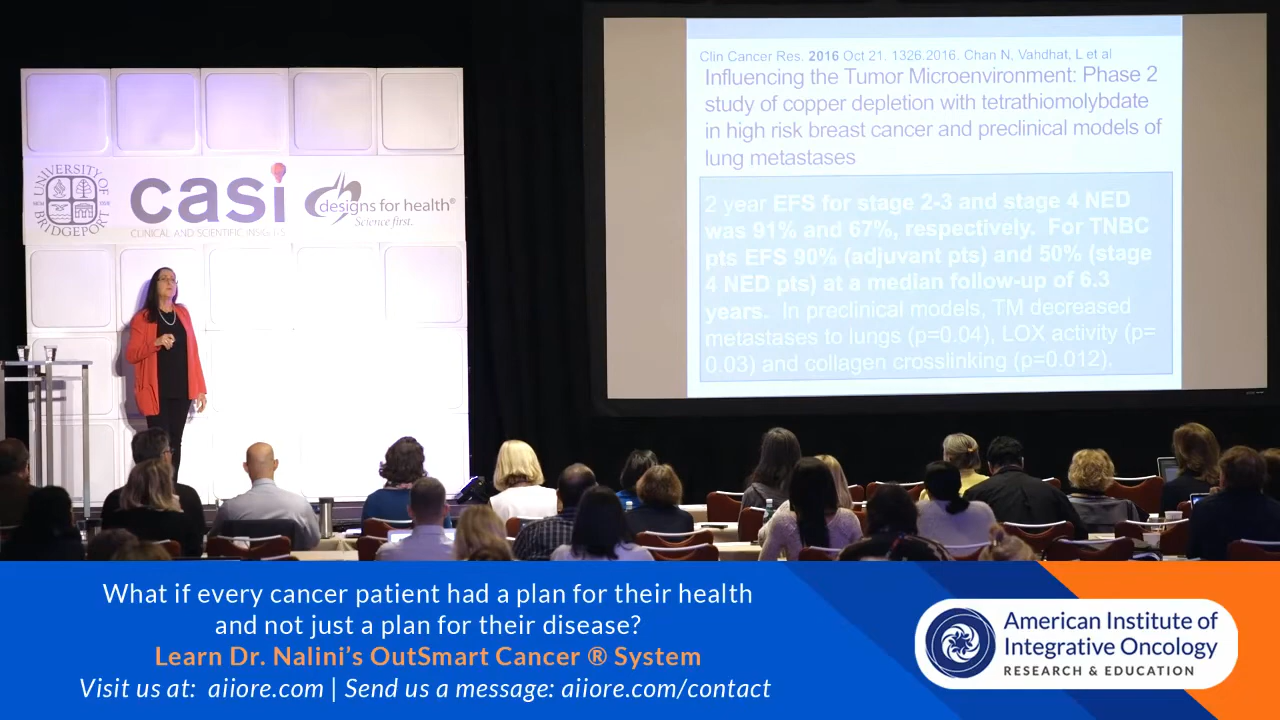 Clin Cancer Res. 2016 Oct 21. 1326.2016. Chan N, Vahdhat, L et al
Influencing the Tumor Microenvironment: Phase 2
study of copper depletion with tetrathiomolybdate
in high risk breast cancer and preclinical models of
lung metastases
2 year EFS for stage 2-3 and stage 4 NED
was 91% and 67%, respectively. For TNBC
pts EFS 90% (adjuvant pts) and 50% (stage
4 NED pts) at a median follow-up of 6.3
years. In preclinical models, TM decreased
metastases to lungs (p=0.04), LOX activity (p=
0.03) and collagen crosslinking (p=0.012).
UNIVERSITY OF
BRIDGEPORT
casi
CLINICAL AND SCIENTIFIC INSIGHTS
designs for health®
Science first.
What if every cancer patient had a plan for their health
and not just a plan for their disease?
Learn Dr. Nalini's OutSmart Cancer ® System
Visit us at: aiiore.com | Send us a message: aiiore.com/contact
American Institute of
Integrative Oncology
RESEARCH & EDUCATION